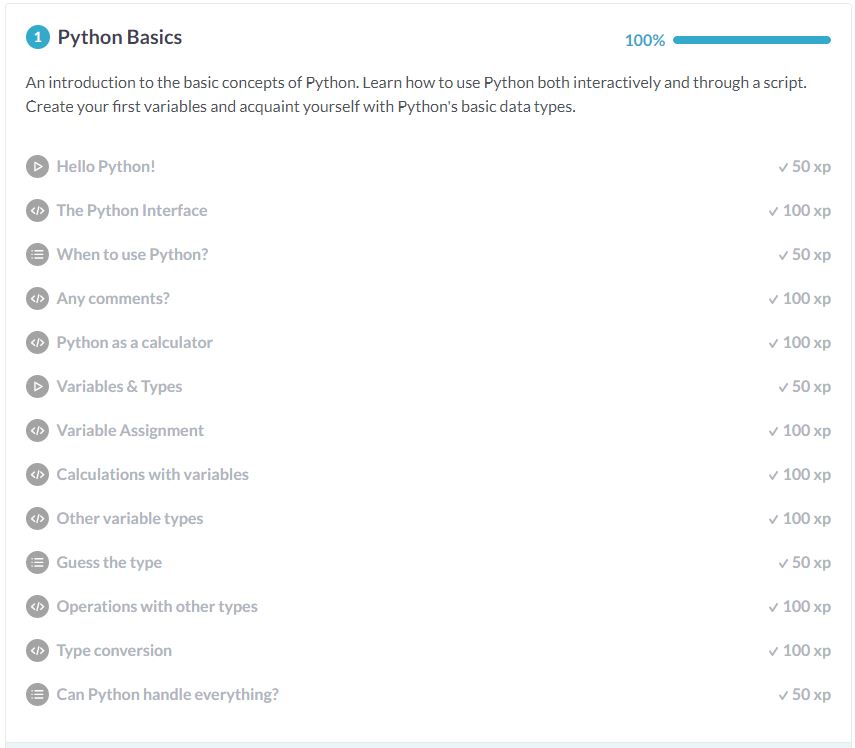 1 Python Basics 100%
An introduction to the basic concepts of Python. Learn how to use Python both interactively and through a script.
Create your first variables and acquaint yourself with Python's basic data types.
Hello Python! ✓ 50 xp
The Python Interface ✓ 100 xp
When to use Python? ✓ 50 xp
Any comments? ✓ 100 xp
Python as a calculator ✓ 100 xp
Variables & Types ✓ 50 xp
Variable Assignment ✓ 100 xp
Calculations with variables ✓ 100 xp
Other variable types ✓ 100 xp
Guess the type ✓ 50 xp
Operations with other types ✓ 100 xp
Type conversion ✓ 100 xp
Can Python handle everything? ✓ 50 xp